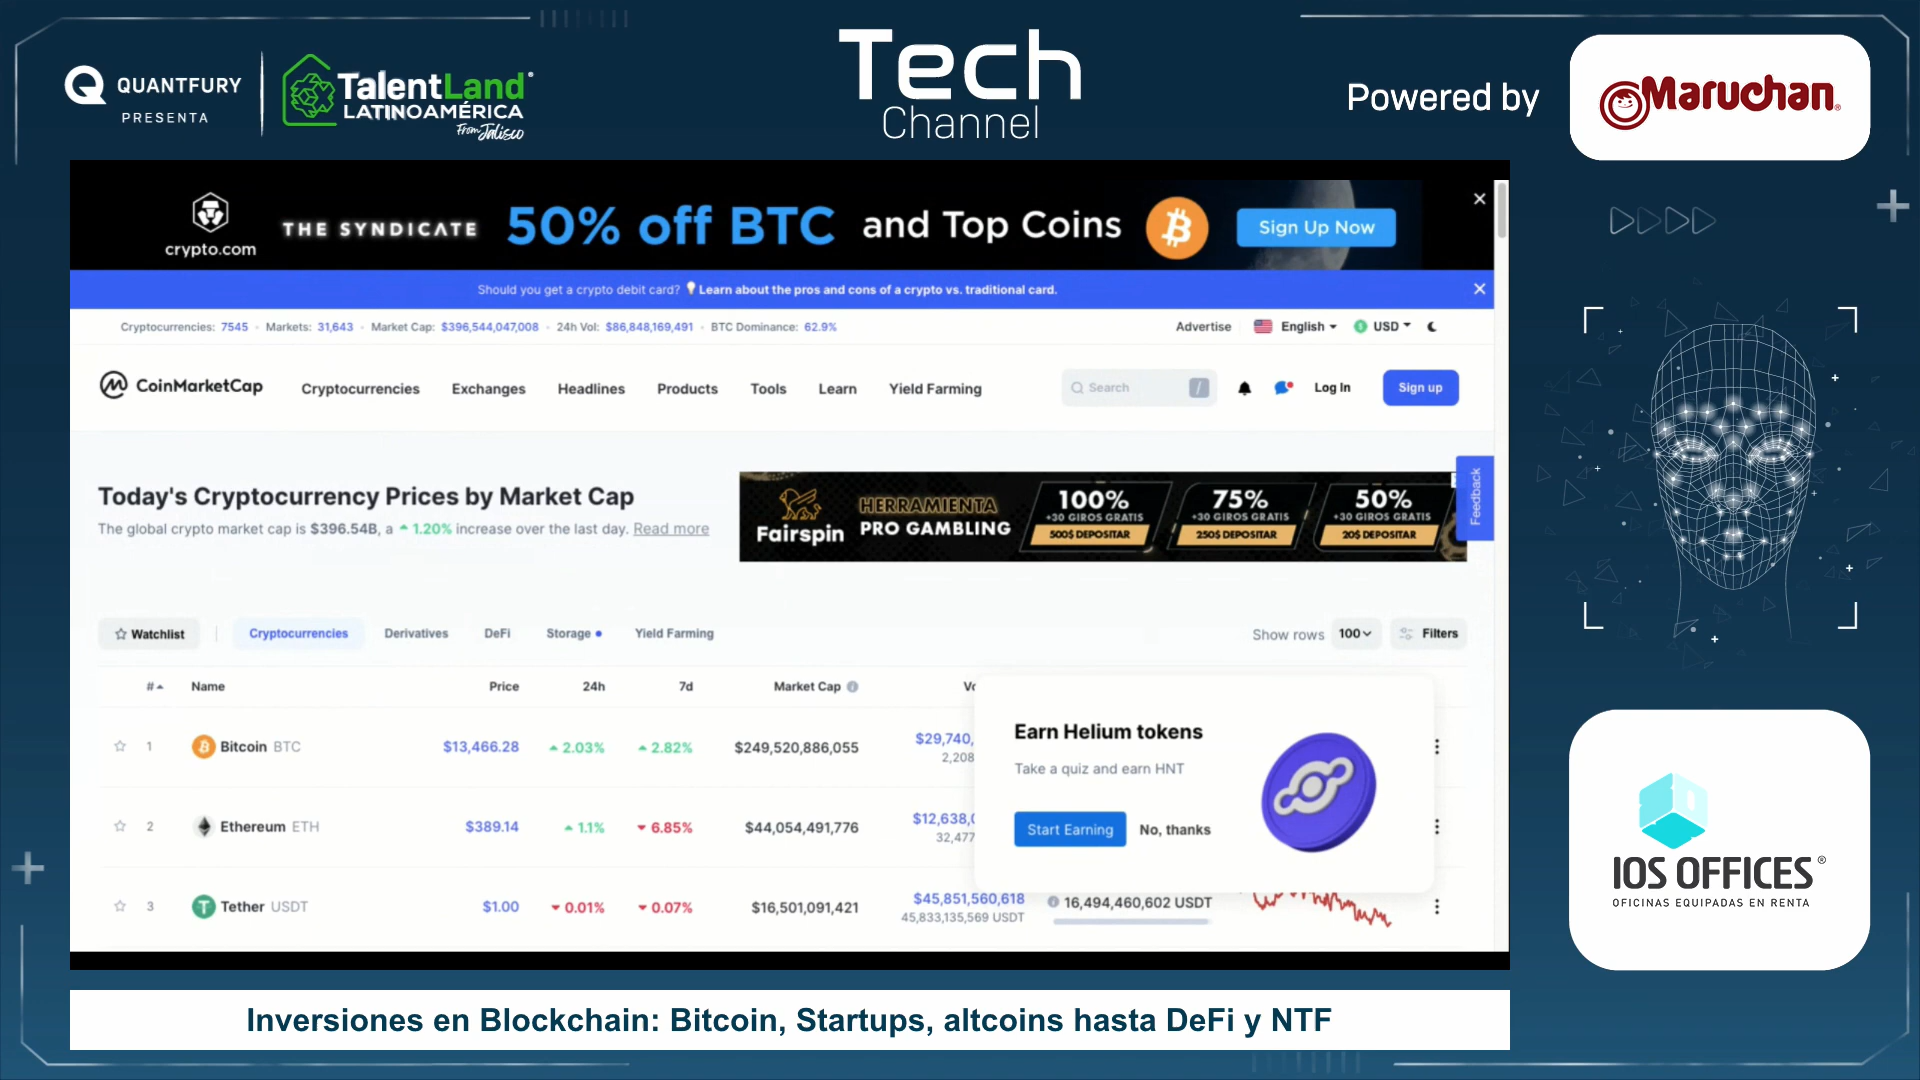 QUANTFURY
PRESENTA
TalentLand
LATINOAMÉRICA
From Jalisco
Tech
Channel
Powered by
Maruchan®
crypto.com
THE SYNDICATE
50% off BTC and Top Coins
Sign Up Now
Should you get a crypto debit card? Learn about the pros and cons of a crypto vs. traditional card.
Cryptocurrencies: 7545 • Markets: 31,643 • Market Cap: $396,544,047,008 • 24h Vol: $86,848,169,491 • BTC Dominance: 62.9%
Advertise English USD
CoinMarketCap Cryptocurrencies Exchanges Headlines Products Tools Learn Yield Farming Search / Log In Sign up
Feedback
Today's Cryptocurrency Prices by Market Cap
The global crypto market cap is $396.54B, a 1.20% increase over the last day. Read more
Fairspin
HERRAMIENTA
PRO GAMBLING
100%
+30 GIROS GRATIS
500$ DEPOSITAR
75%
+30 GIROS GRATIS
250$ DEPOSITAR
50%
+30 GIROS GRATIS
20$ DEPOSITAR
Watchlist Cryptocurrencies Derivatives DeFi Storage Yield Farming Show rows 100 Filters
# Name Price 24h 7d Market Cap
1 Bitcoin BTC $13,466.28 2.03% 2.82% $249,520,886,055 $29,740,
2,208
2 Ethereum ETH $389.14 1.1% 6.85% $44,054,491,776 $12,638,
32,477
3 Tether USDT $1.00 0.01% 0.07% $16,501,091,421 $45,851,560,618 16,494,460,602 USDT
45,833,135,569 USDT
Earn Helium tokens
Take a quiz and earn HNT
Start Earning No, thanks
IOS OFFICES®
OFICINAS EQUIPADAS EN RENTA
Inversiones en Blockchain: Bitcoin, Startups, altcoins hasta DeFi y NTF